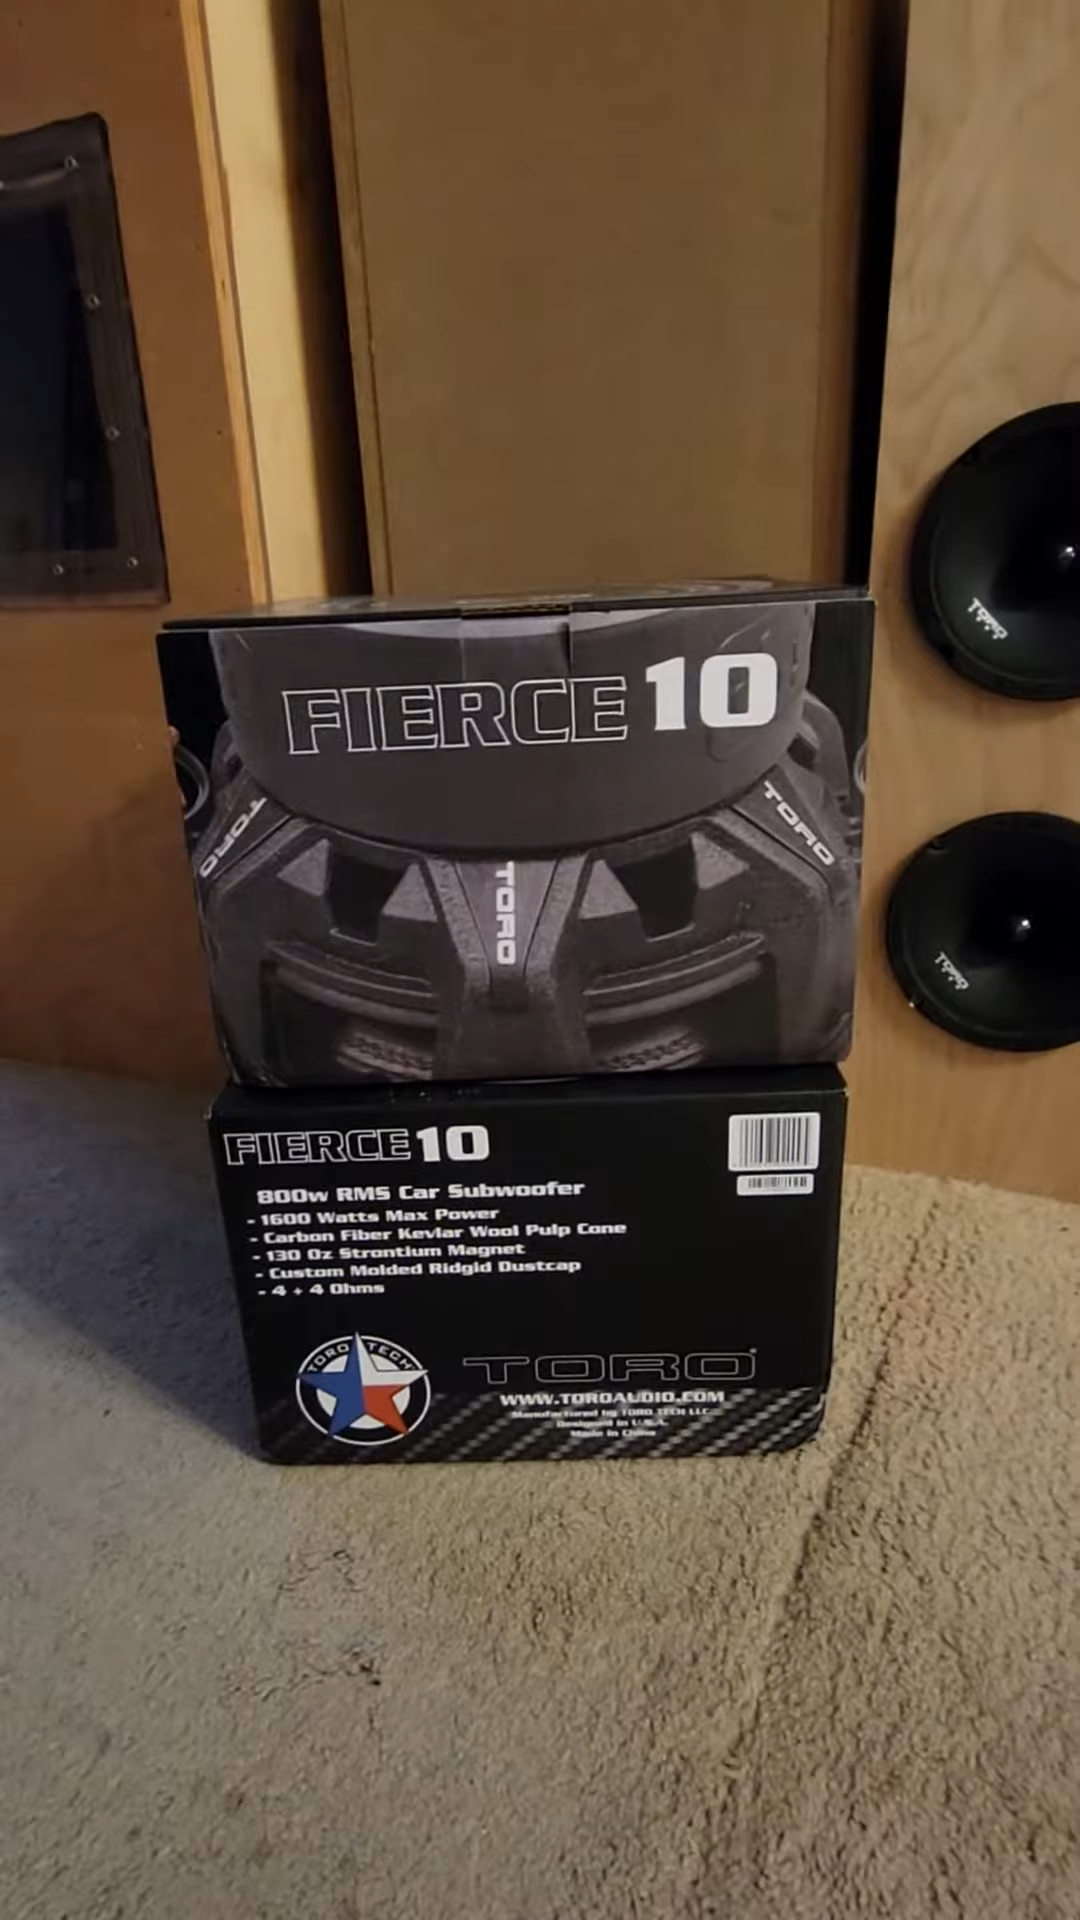 FIERCE 10
TORO
TORO
TORO
TORO
TORO
FIERCE 10
800w RMS Car Subwoofer
- 1600 Watts Max Power
- Carbon Fiber Kevlar Wool Pulp Cone
- 130 Oz Strontium Magnet
- Custom Molded Ridgid Dustcap
- 4 + 4 Ohms
TORO TECH
TORO
WWW.TOROAUDIO.COM
Manufactured by TORO TECH LLC
Designed in U.S.A.
Made in China